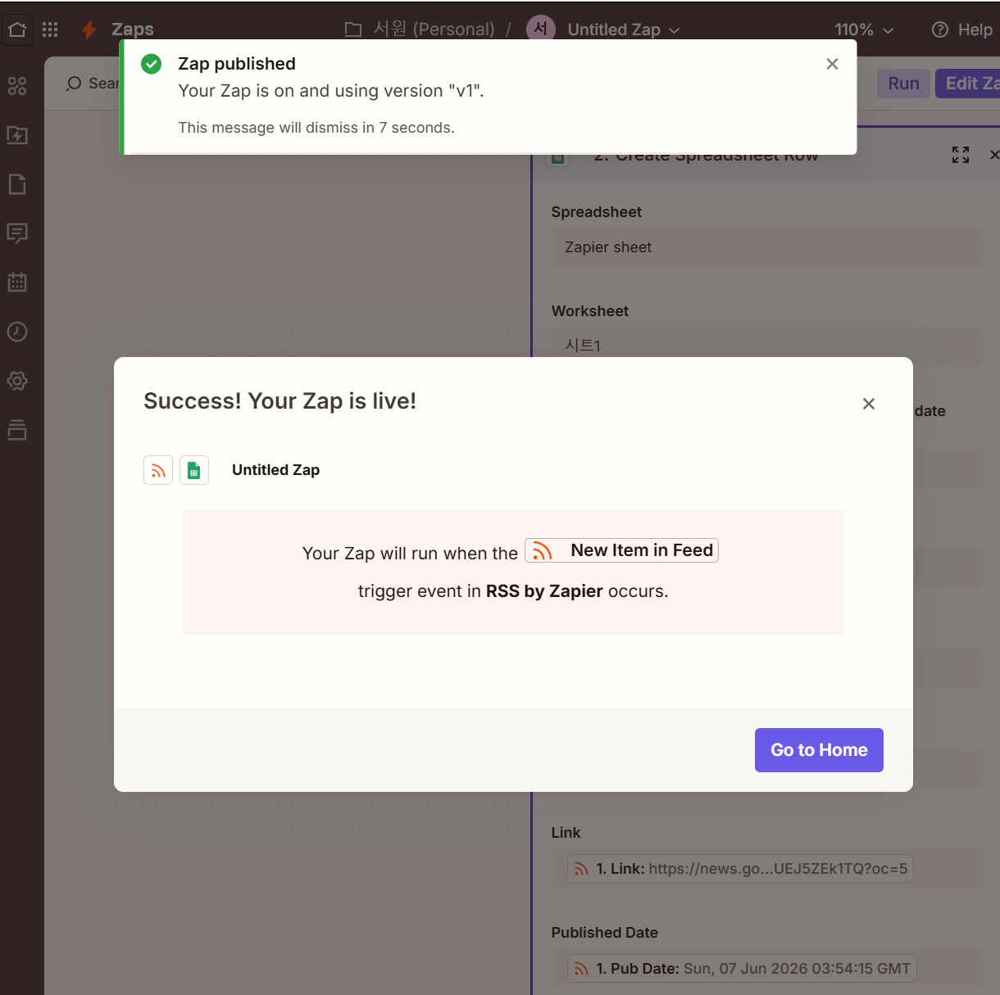 Zaps
서원 (Personal) / 서 Untitled Zap
110%
Help
Zap published
Your Zap is on and using version "v1".
This message will dismiss in 7 seconds.
Sear
Run
Edit Za
2. Create Spreadsheet Row
Spreadsheet
Zapier sheet
Worksheet
시트1
date
Success! Your Zap is live!
Untitled Zap
Your Zap will run when the New Item in Feed
trigger event in RSS by Zapier occurs.
Go to Home
Link
1. Link: https://news.go...UEJ5ZEk1TQ?oc=5
Published Date
1. Pub Date: Sun, 07 Jun 2026 03:54:15 GMT